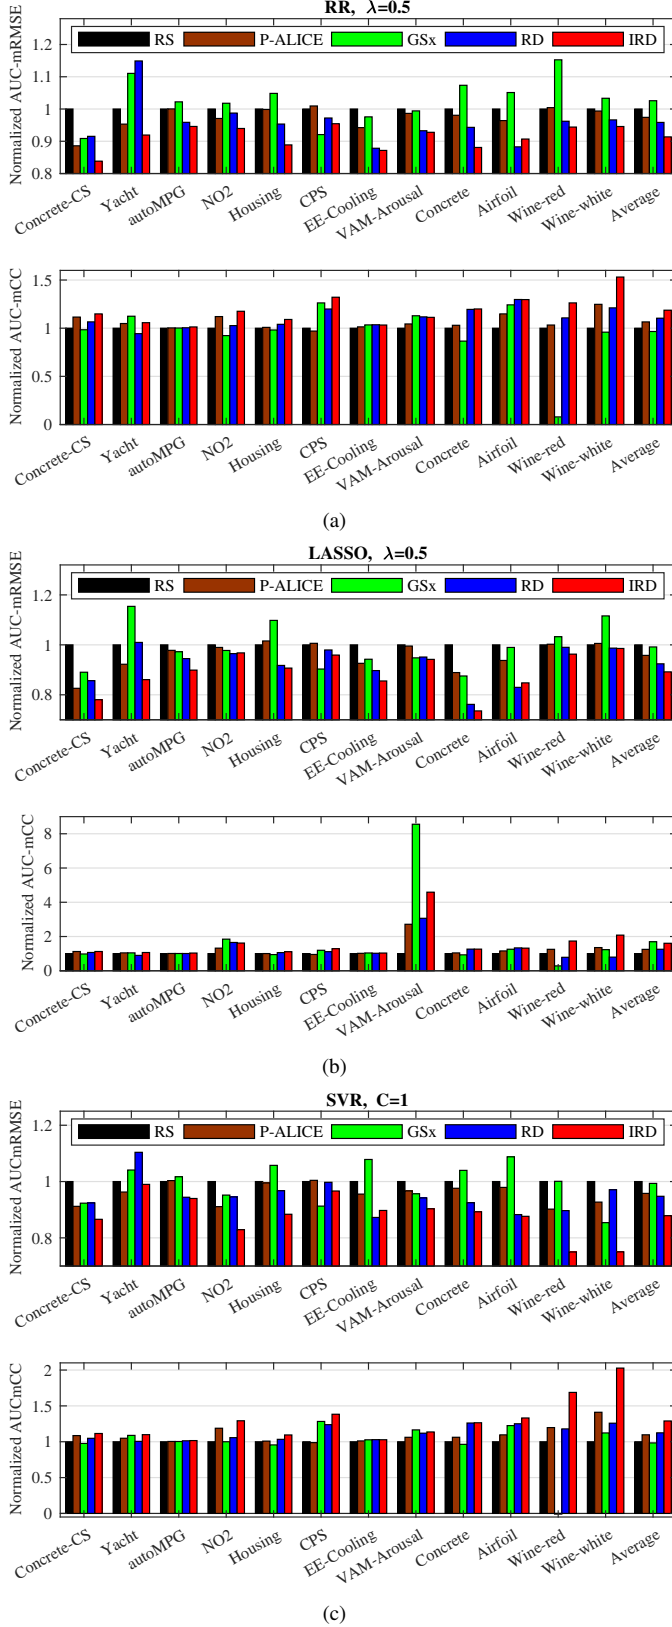 RR, λ=0.5
Normalized AUC-mRMSE
1.2
1.1
1
0.9
0.8
RS P-ALICE GSx RD IRD
Concrete-CS Yacht autoMPG NO2 Housing CPS EE-Cooling VAM-Arousal Concrete Airfoil Wine-red Wine-white Average
Normalized AUC-mCC
1.5
1
0.5
0
Concrete-CS Yacht autoMPG NO2 Housing CPS EE-Cooling VAM-Arousal Concrete Airfoil Wine-red Wine-white Average
(a)
LASSO, λ=0.5
Normalized AUC-mRMSE
1.2
1
0.8
RS P-ALICE GSx RD IRD
Concrete-CS Yacht autoMPG NO2 Housing CPS EE-Cooling VAM-Arousal Concrete Airfoil Wine-red Wine-white Average
Normalized AUC-mCC
8
6
4
2
0
Concrete-CS Yacht autoMPG NO2 Housing CPS EE-Cooling VAM-Arousal Concrete Airfoil Wine-red Wine-white Average
(b)
SVR, C=1
Normalized AUCmRMSE
1.2
1
0.8
RS P-ALICE GSx RD IRD
Concrete-CS Yacht autoMPG NO2 Housing CPS EE-Cooling VAM-Arousal Concrete Airfoil Wine-red Wine-white Average
Normalized AUCmCC
2
1.5
1
0.5
0
Concrete-CS Yacht autoMPG NO2 Housing CPS EE-Cooling VAM-Arousal Concrete Airfoil Wine-red Wine-white Average
(c)